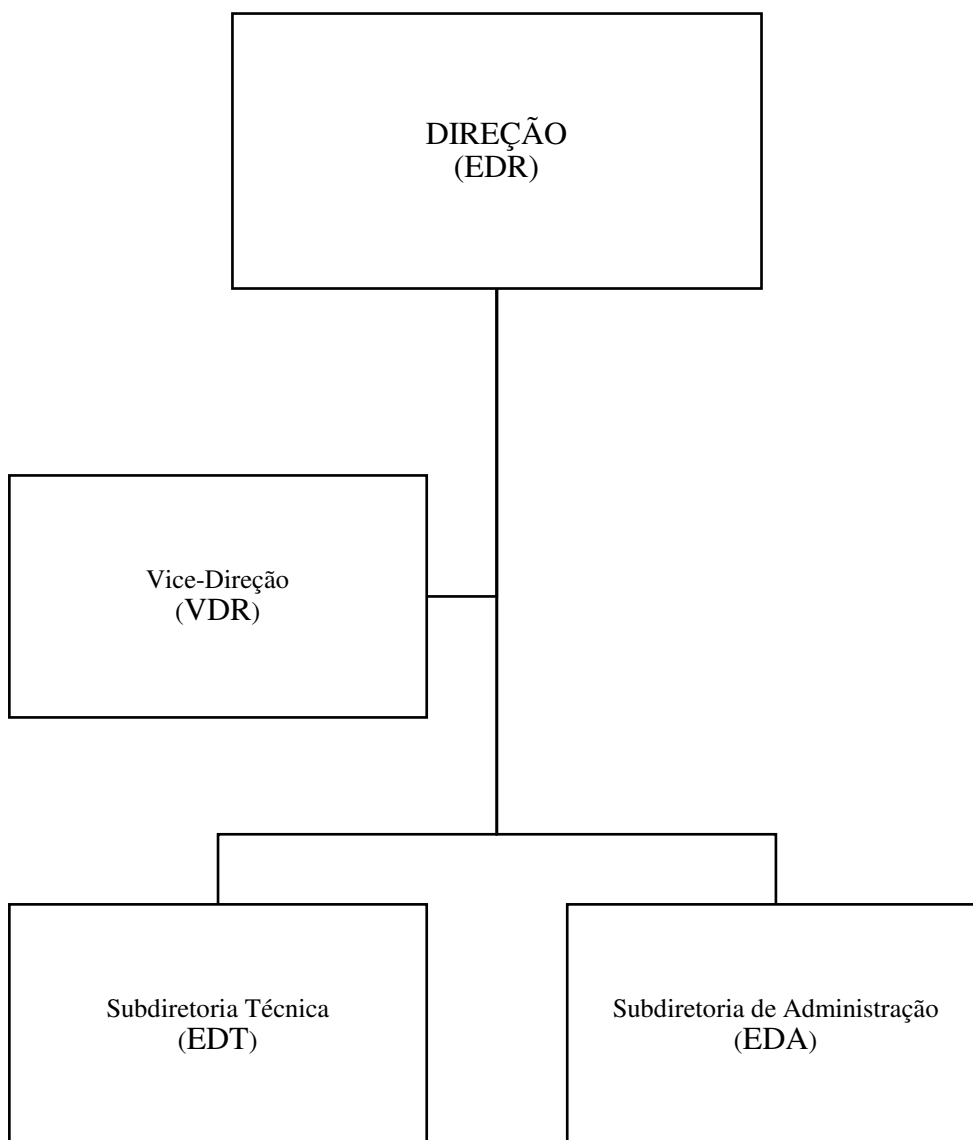 DIREÇÃO
(EDR)
Vice-Direção
(VDR)
Subdiretoria Técnica
(EDT)
Subdiretoria de Administração
(EDA)